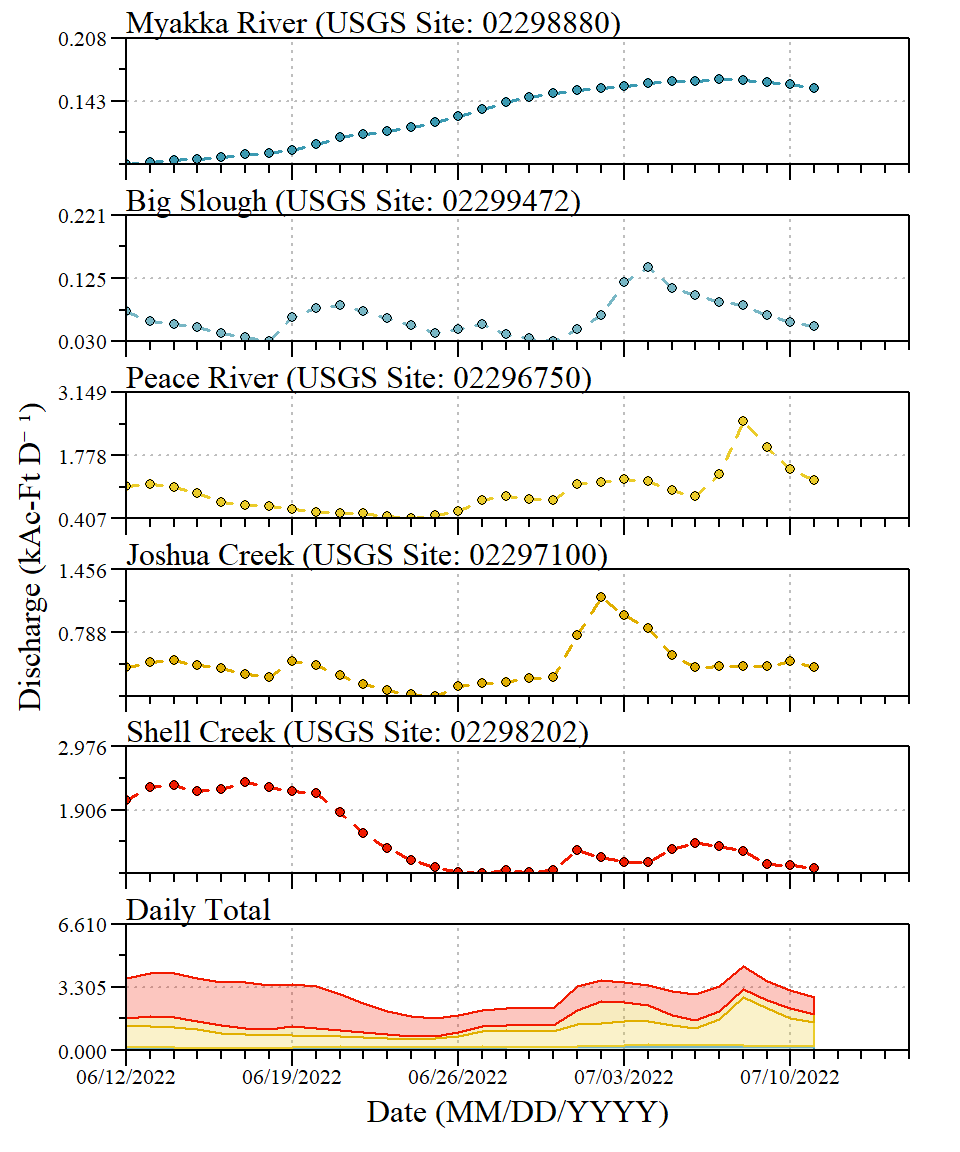 Myakka River (USGS Site: 02298880)
0.208
0.143
Big Slough (USGS Site: 02299472)
0.221
0.125
0.030
Peace River (USGS Site: 02296750)
3.149
1.778
0.407
Joshua Creek (USGS Site: 02297100)
1.456
0.788
Shell Creek (USGS Site: 02298202)
2.976
1.906
Daily Total
6.610
3.305
0.000
Discharge (kAc-Ft D⁻¹)
06/12/2022 06/19/2022 06/26/2022 07/03/2022 07/10/2022
Date (MM/DD/YYYY)